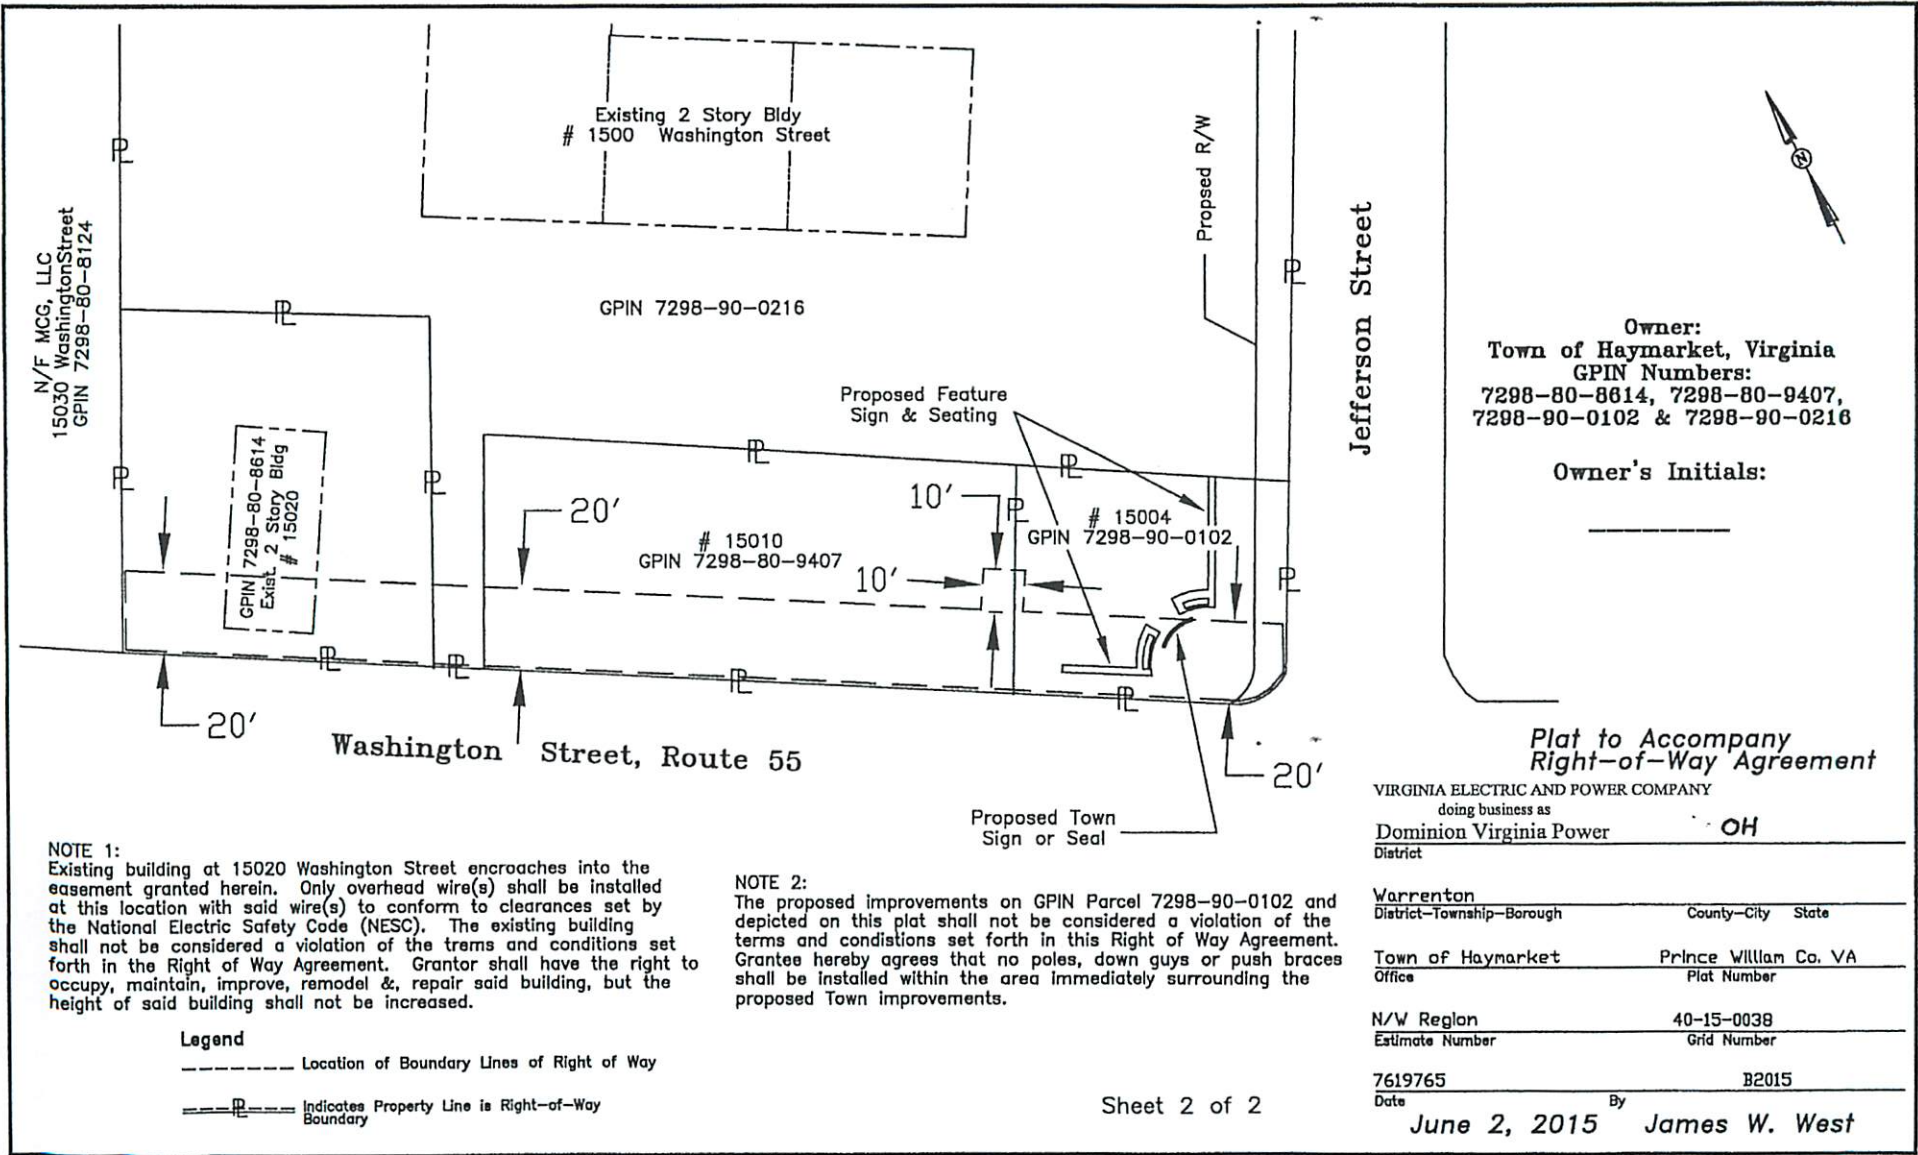 Existing 2 Story Bldy
# 1500 Washington Street
Propsed R/W
Jefferson Street
N
N/F MCG, LLC
15030 WashingtonStreet
GPIN 7298-80-8124
PL
PL
PL
GPIN 7298-90-0216
Owner:
Town of Haymarket, Virginia
GPIN Numbers:
7298-80-8614, 7298-80-9407,
7298-90-0102 & 7298-90-0216
Owner's Initials:
Proposed Feature
Sign & Seating
GPIN 7298-80-8614
Exist. 2 Story Bldg
# 15020
PL
PL
PL
PL
PL
20'
10'
# 15010
GPIN 7298-80-9407
# 15004
GPIN 7298-90-0102
10'
PL
PL
PL
PL
PL
20'
Washington Street, Route 55
20'
Proposed Town
Sign or Seal
NOTE 1:
Existing building at 15020 Washington Street encroaches into the
easement granted herein. Only overhead wire(s) shall be installed
at this location with said wire(s) to conform to clearances set by
the National Electric Safety Code (NESC). The existing building
shall not be considered a violation of the trems and conditions set
forth in the Right of Way Agreement. Grantor shall have the right to
occupy, maintain, improve, remodel &, repair said building, but the
height of said building shall not be increased.
NOTE 2:
The proposed improvements on GPIN Parcel 7298-90-0102 and
depicted on this plat shall not be considered a violation of the
terms and condistions set forth in this Right of Way Agreement.
Grantee hereby agrees that no poles, down guys or push braces
shall be installed within the area immediately surrounding the
proposed Town improvements.
Legend
Location of Boundary Lines of Right of Way
PL Indicates Property Line is Right-of-Way
Boundary
Sheet 2 of 2
Plat to Accompany
Right-of-Way Agreement
VIRGINIA ELECTRIC AND POWER COMPANY
doing business as
Dominion Virginia Power OH
District
Warrenton
District-Township-Borough County-City State
Town of Haymarket Prince William Co. VA
Office Plat Number
N/W Region 40-15-0038
Estimate Number Grid Number
7619765 B2015
Date By
June 2, 2015 James W. West